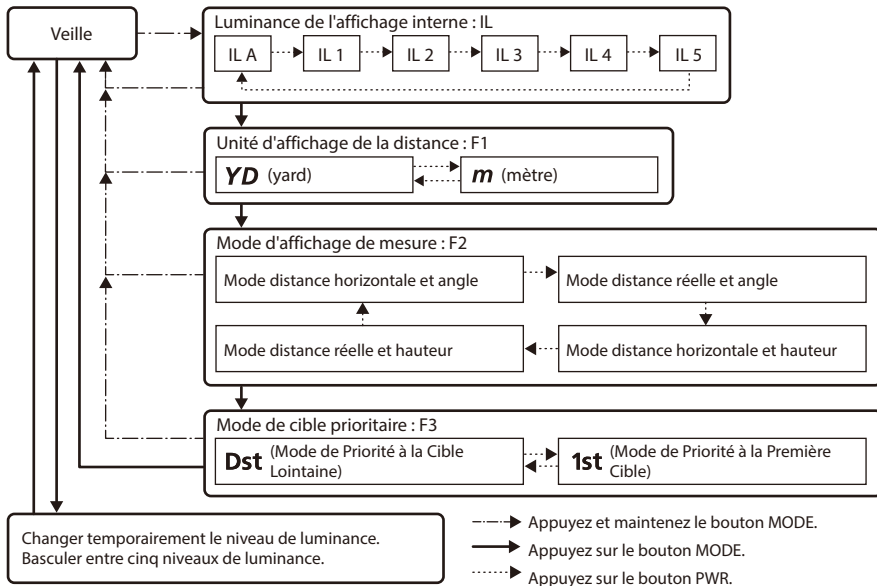 Veille
Luminance de l'affichage interne : IL
IL A
IL 1
IL 2
IL 3
IL 4
IL 5
Unité d'affichage de la distance : F1
YD (yard)
m (mètre)
Mode d'affichage de mesure : F2
Mode distance horizontale et angle
Mode distance réelle et angle
Mode distance réelle et hauteur
Mode distance horizontale et hauteur
Mode de cible prioritaire : F3
Dst (Mode de Priorité à la Cible
Lointaine)
1st (Mode de Priorité à la Première
Cible)
Changer temporairement le niveau de luminance.
Basculer entre cinq niveaux de luminance.
Appuyez et maintenez le bouton MODE.
Appuyez sur le bouton MODE.
Appuyez sur le bouton PWR.